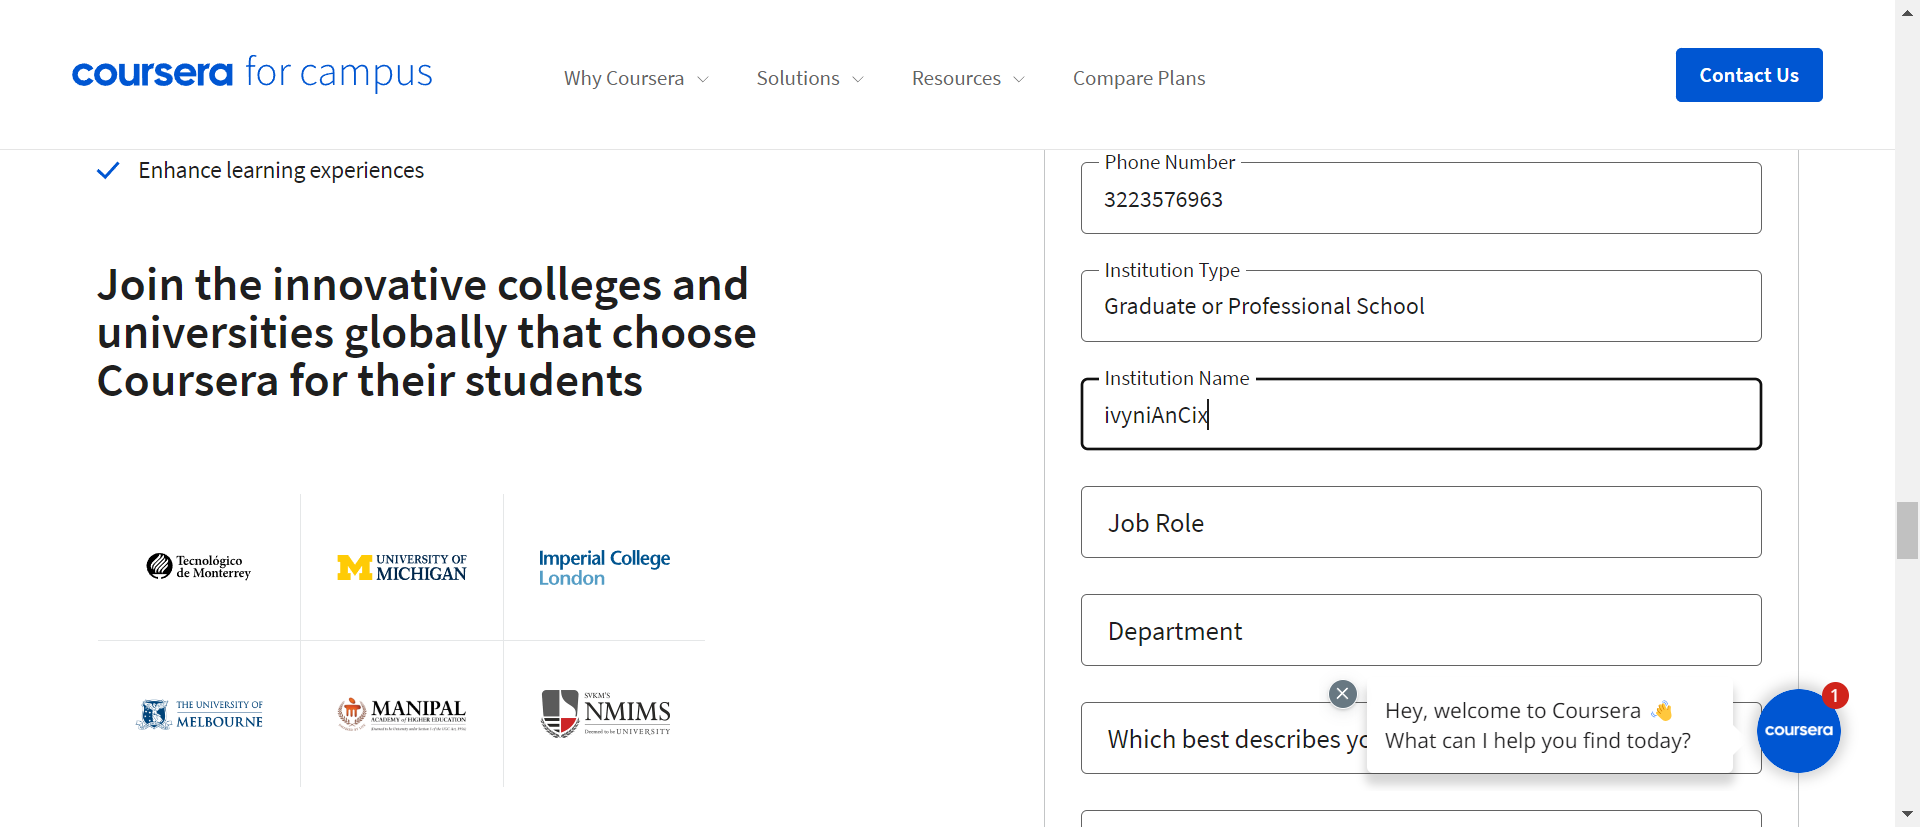 coursera for campus
Why Coursera
Solutions
Resources
Compare Plans
Contact Us
Enhance learning experiences
Join the innovative colleges and
universities globally that choose
Coursera for their students
Tecnológico
de Monterrey
M UNIVERSITY OF
MICHIGAN
Imperial College
London
THE UNIVERSITY OF
MELBOURNE
MANIPAL
ACADEMY of HIGHER EDUCATION
SVKM'S
NMIMS
Deemed to be UNIVERSITY
Phone Number
3223576963
Institution Type
Graduate or Professional School
Institution Name
ivyniAnCix
Job Role
Department
Which best describes yo
Hey, welcome to Coursera 👋
What can I help you find today?
coursera
1